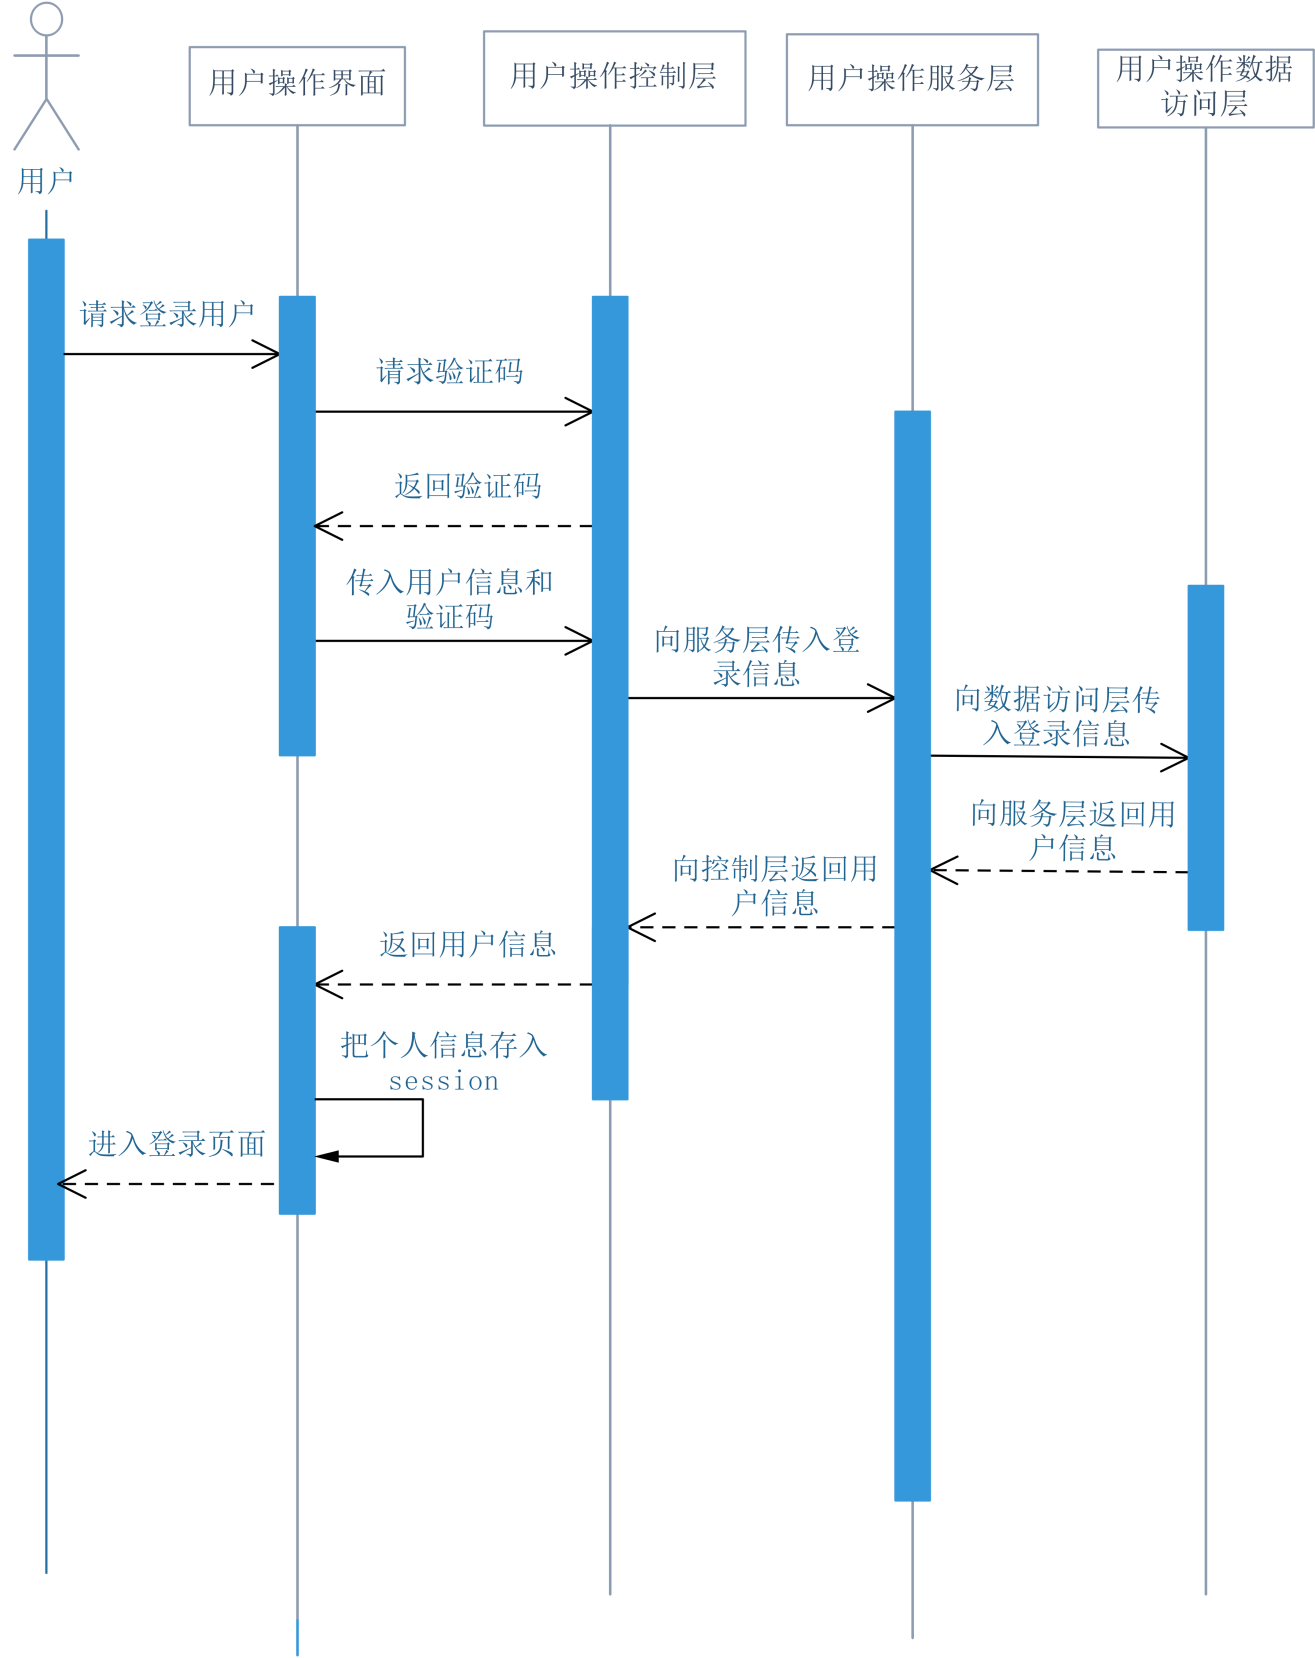 用户操作界面
用户操作控制层
用户操作服务层
用户操作数据
访问层
用户
请求登录用户
请求验证码
返回验证码
传入用户信息和
验证码
向服务层传入登
录信息
向数据访问层传
入登录信息
向服务层返回用
户信息
向控制层返回用
户信息
返回用户信息
把个人信息存入
session
进入登录页面